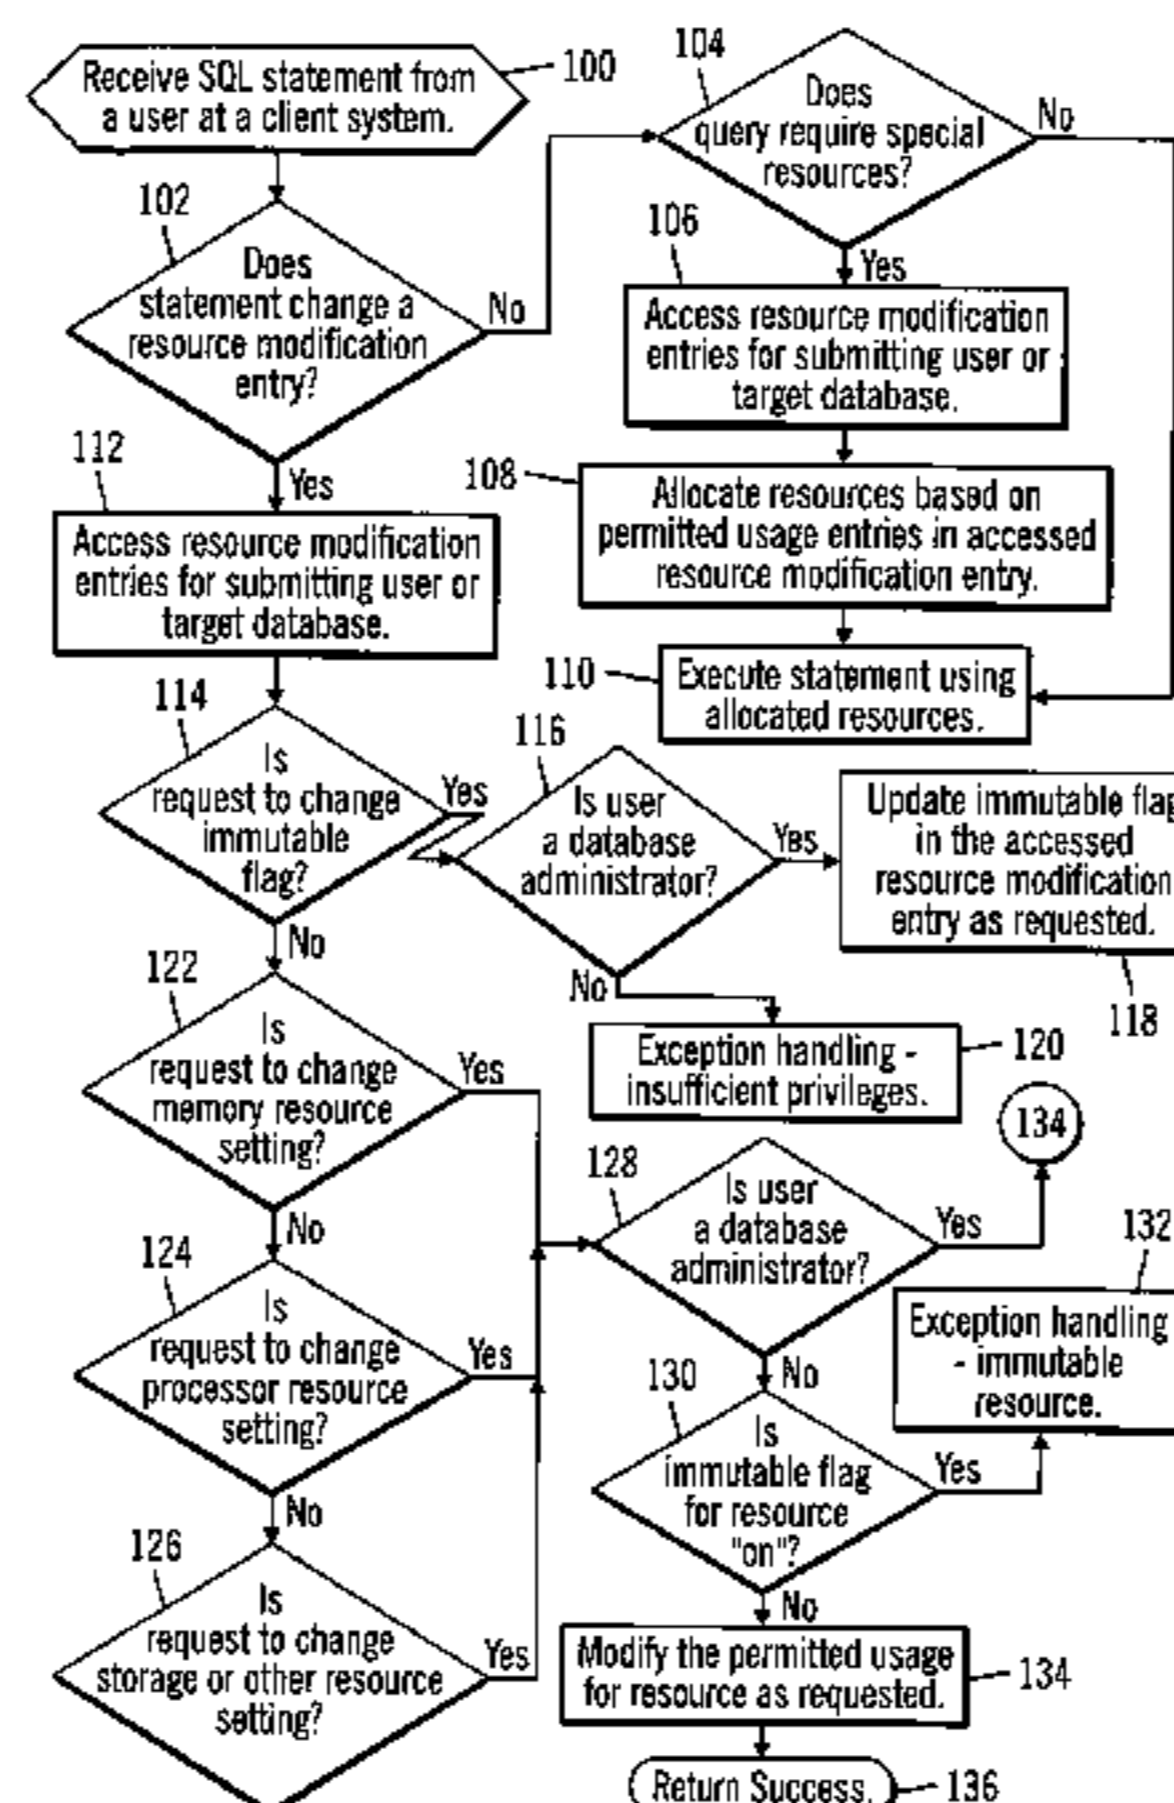 Receive SQL statement from
a user at a client system.
100
102
Does
statement change a
resource modification
entry?
No
Yes
104
Does
query require special
resources?
No
Yes
106
Access resource modification
entries for submitting user or
target database.
108
Allocate resources based on
permitted usage entries in accessed
resource modification entry.
110
Execute statement using
allocated resources.
112
Access resource modification
entries for submitting user or
target database.
114
Is
request to change
immutable
flag?
Yes
No
116
Is user
a database
administrator?
Yes
No
Update immutable flag
in the accessed
resource modification
entry as requested.
118
Exception handling -
insufficient privileges.
120
122
Is
request to change
memory resource
setting?
Yes
No
124
Is
request to change
processor resource
setting?
Yes
No
126
Is
request to change
storage or other resource
setting?
Yes
128
Is user
a database
administrator?
Yes
No
134
132
Exception handling
- immutable
resource.
130
Is
immutable flag
for resource
"on"?
Yes
No
Modify the permitted usage
for resource as requested.
134
Return Success.
136